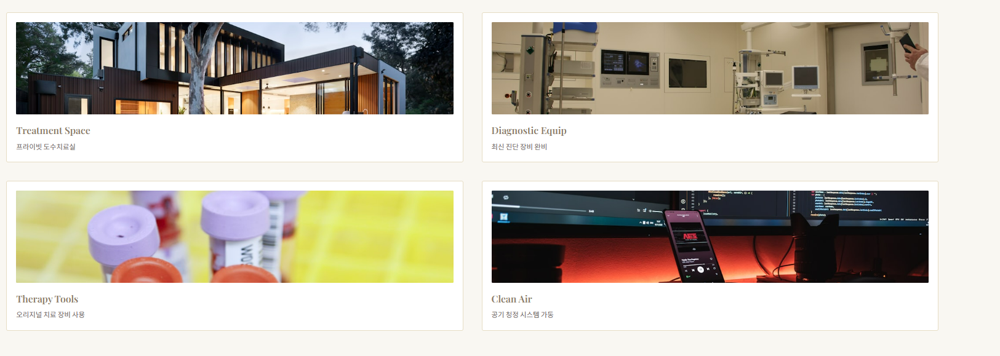 Treatment Space
프라이빗 도수치료실
Diagnostic Equip
최신 진단 장비 완비
Therapy Tools
오리지널 치료 장비 사용
Clean Air
공기 청정 시스템 가동